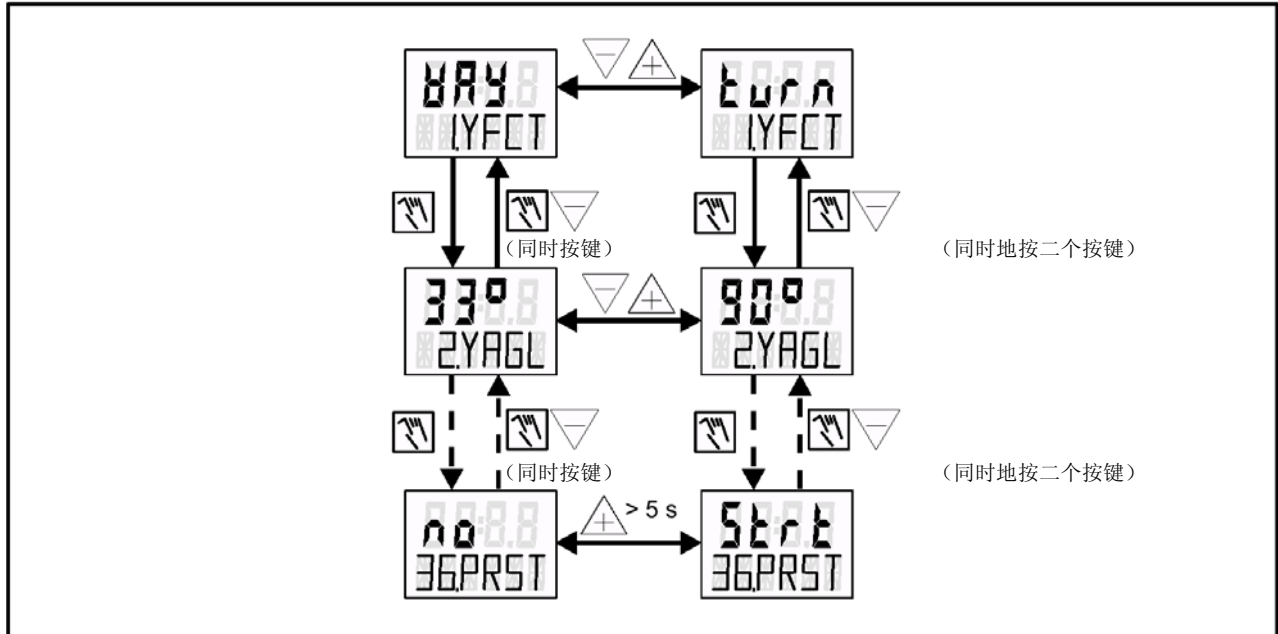 WAY
1.YFCT
turn
1.YFCT
(同时按键)
(同时地按二个按键)
33°
2.YAGL
90°
2.YAGL
(同时按键)
(同时地按二个按键)
no
36.PRST
> 5 s
Strt
36.PRST